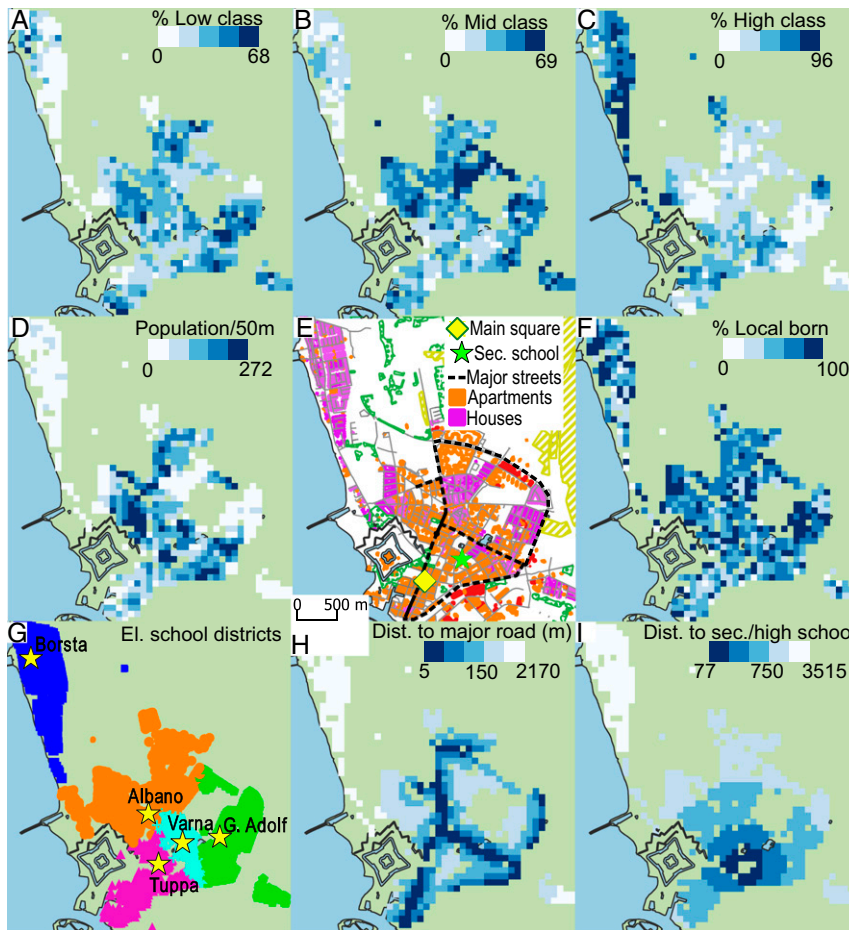 A
% Low class
0 68
B
% Mid class
0 69
C
% High class
0 96
D
Population/50m
0 272
E
Main square
Sec. school
Major streets
Apartments
Houses
0 500 m
F
% Local born
0 100
G
El. school districts
Borsta
Albano
Varna
G. Adolf
Tuppa
H
Dist. to major road (m)
5 150 2170
I
Dist. to sec./high schoo
77 750 3515